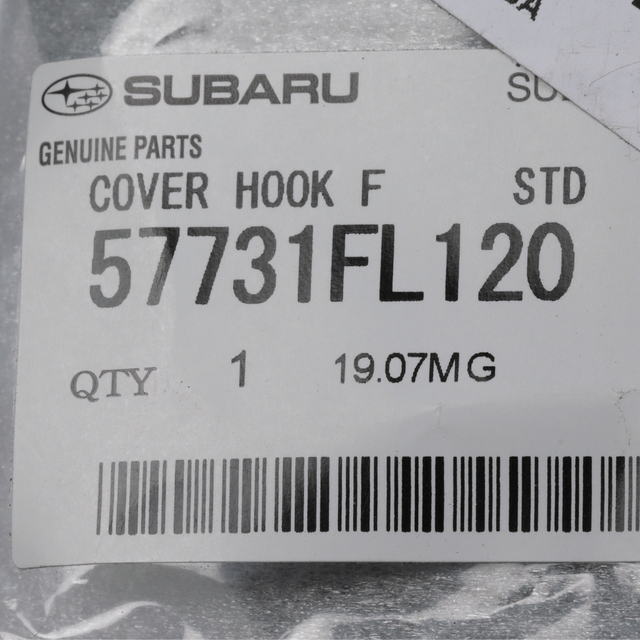 SUBARU
GENUINE PARTS
COVER HOOK F STD
57731FL120
QTY 1 19.07MG